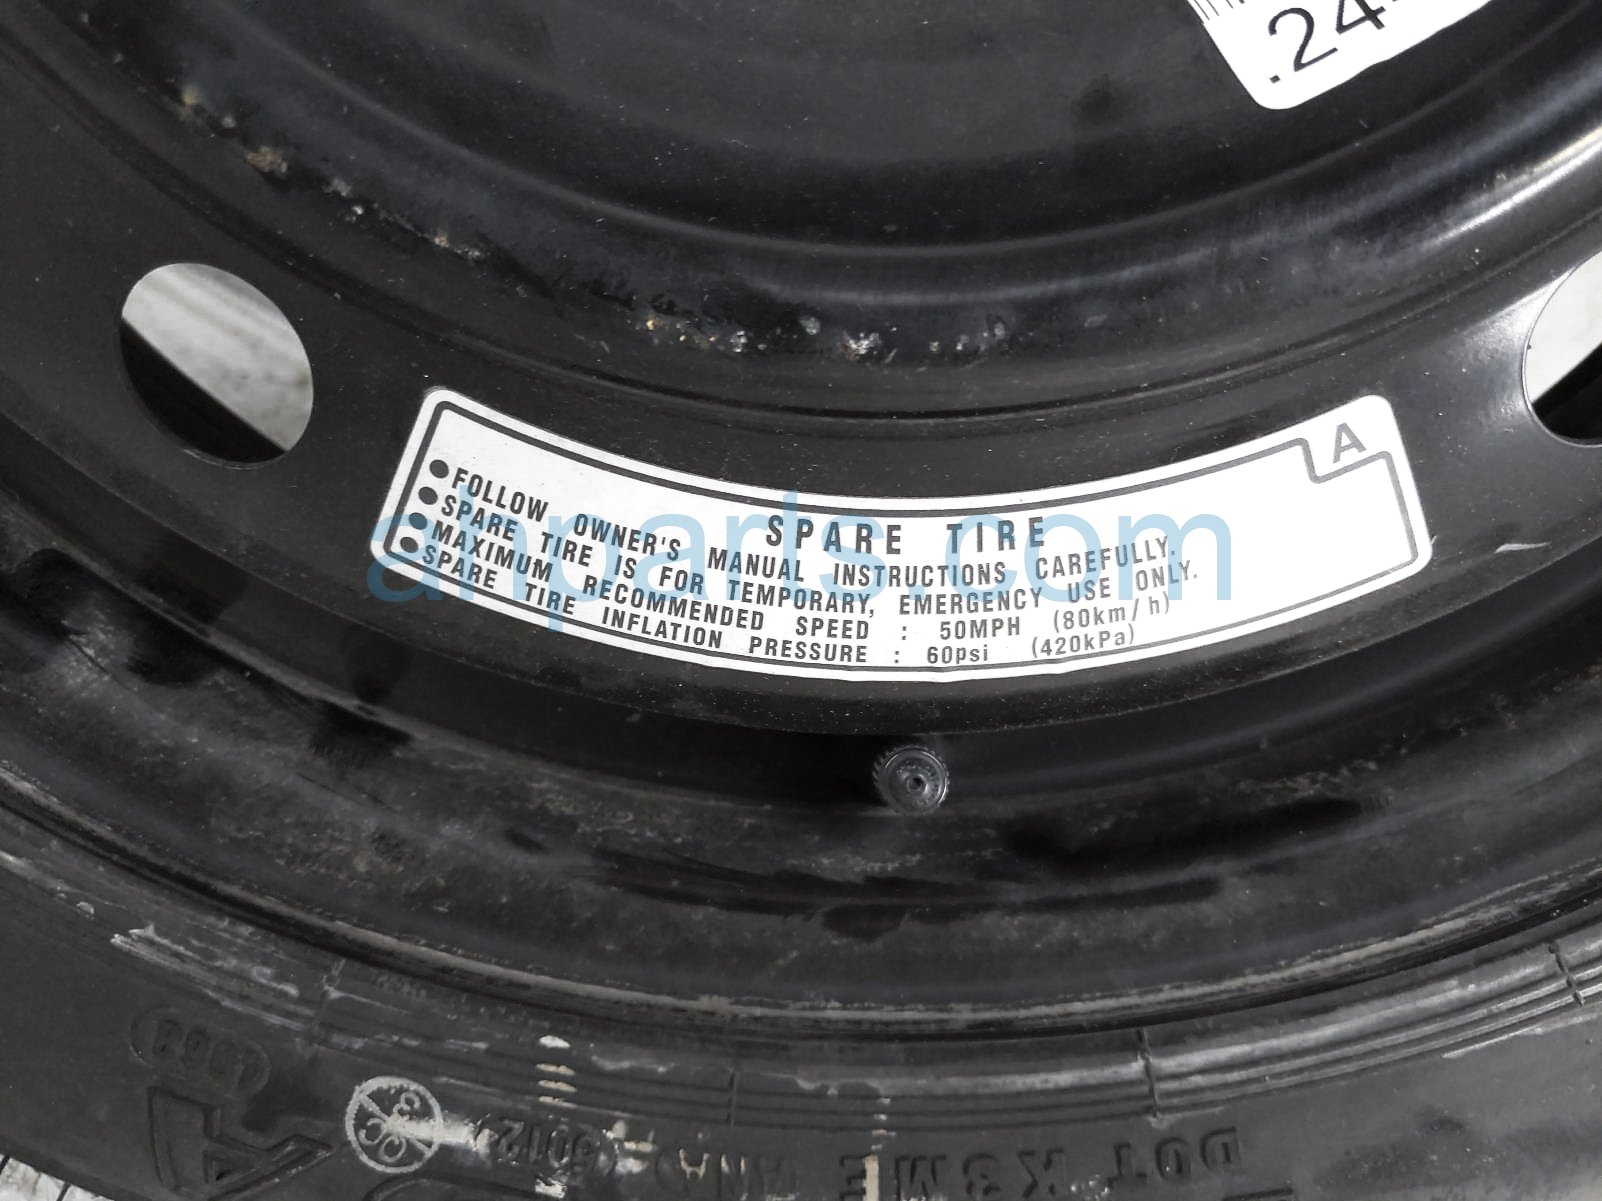 .24
SPARE TIRE
A
● FOLLOW OWNER'S MANUAL INSTRUCTIONS CAREFULLY.
● SPARE TIRE IS FOR TEMPORARY, EMERGENCY USE ONLY.
● MAXIMUM RECOMMENDED SPEED : 50MPH (80km/h)
● SPARE TIRE INFLATION PRESSURE : 60psi (420kPa)
ahparts.com
DOT K3ME